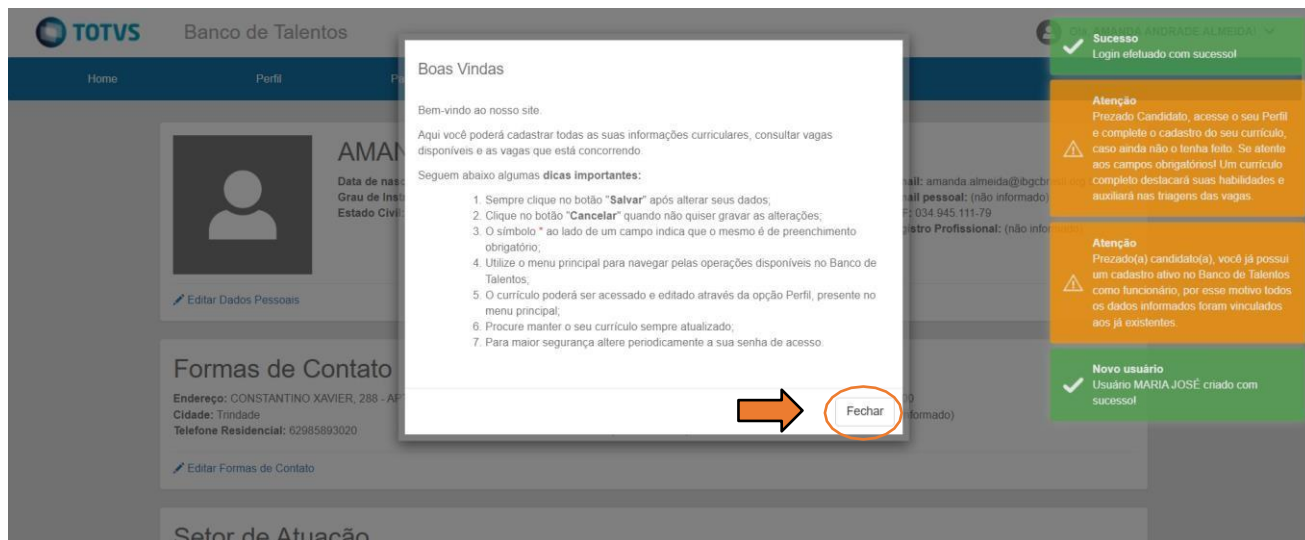 TOTVS
Banco de Talentos
AMANDA ANDRADE ALMEIDA!
Home
Perfil
AMAN
Data de nasc
Grau de Inst
Estado Civil:
Editar Dados Pessoais
ail: amanda almeida@ibgcbr
ail pessoal: (não informado)
F: 034.945.111-79
gistro Profissional: (não infor
Formas de Contato
Endereço: CONSTANTINO XAVIER, 288 - AP
Cidade: Trindade
Telefone Residencial: 62985893020
nformado)
Editar Formas de Contato
Setor de Atuação
Boas Vindas
Bem-vindo ao nosso site.
Aqui você poderá cadastrar todas as suas informações curriculares, consultar vagas
disponíveis e as vagas que está concorrendo.
Seguem abaixo algumas dicas importantes:
1. Sempre clique no botão "Salvar" após alterar seus dados;
2. Clique no botão "Cancelar" quando não quiser gravar as alterações;
3. O símbolo * ao lado de um campo indica que o mesmo é de preenchimento
obrigatório;
4. Utilize o menu principal para navegar pelas operações disponíveis no Banco de
Talentos;
5. O currículo poderá ser acessado e editado através da opção Perfil, presente no
menu principal;
6. Procure manter o seu currículo sempre atualizado;
7. Para maior segurança altere periodicamente a sua senha de acesso.
Fechar
Sucesso
Login efetuado com sucesso!
Atenção
Prezado Candidato, acesse o seu Perfil
e complete o cadastro do seu currículo,
caso ainda não o tenha feito. Se atente
aos campos obrigatórios! Um currículo
completo destacará suas habilidades e
auxiliará nas triagens das vagas.
Atenção
Prezado(a) candidato(a), você já possui
um cadastro ativo no Banco de Talentos
como funcionário, por esse motivo todos
os dados informados foram vinculados
aos já existentes.
Novo usuário
Usuário MARIA JOSÉ criado com
sucesso!